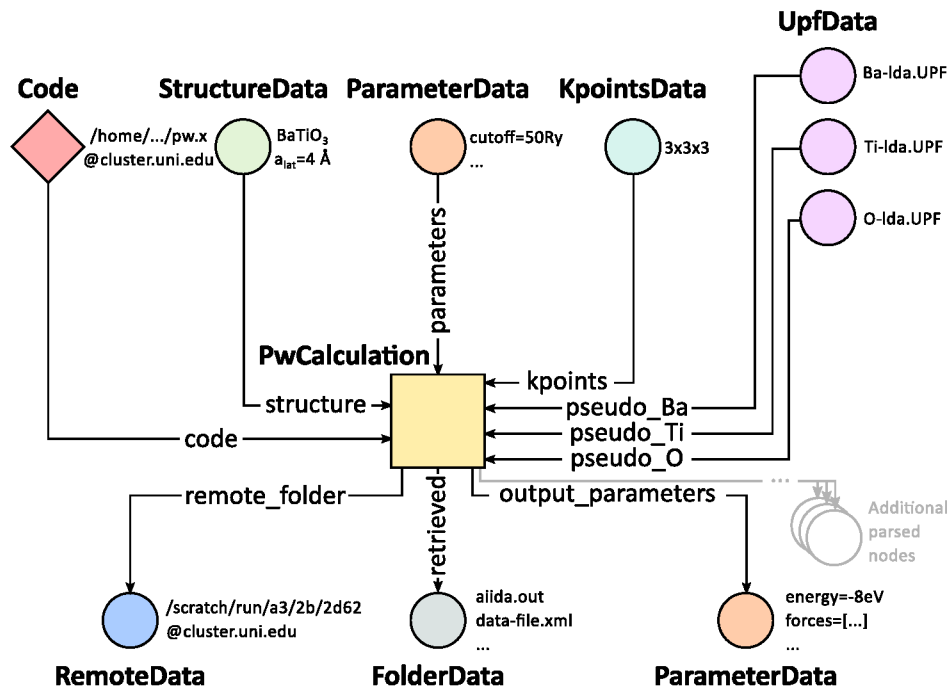 UpfData
Code
StructureData
ParameterData
KpointsData
Ba-lda.UPF
/home/.../pw.x
@cluster.uni.edu
BaTiO₃
aₗₐₜ=4 Å
cutoff=50Ry
...
3x3x3
Ti-lda.UPF
O-lda.UPF
parameters
PwCalculation
kpoints
structure
pseudo_Ba
code
pseudo_Ti
pseudo_O
remote_folder
retrieved
output_parameters
...
Additional
parsed
nodes
/scratch/run/a3/2b/2d62
@cluster.uni.edu
aiida.out
data-file.xml
...
energy=-8eV
forces=[...]
...
RemoteData
FolderData
ParameterData